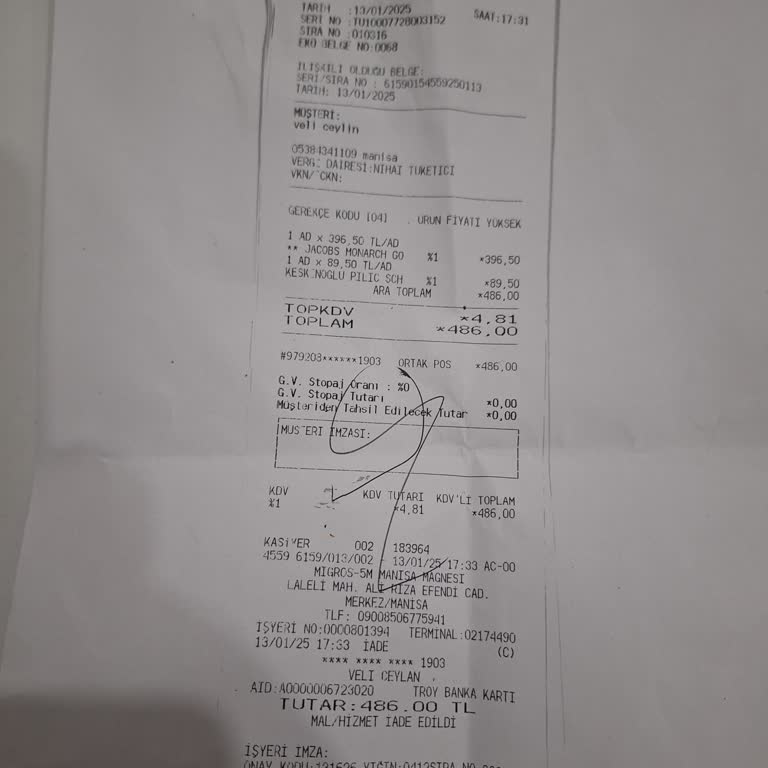 TARİH :13/01/2025 SAAT:17:31
SERİ NO :TU10007728003152
SIRA NO :010316
EKÜ BELGE NO:0068
İLİŞKİLİ OLDUĞU BELGE:
SERİ/SIRA NO : 61590154559250113
TARİH: 13/01/2025
MÜŞTERİ:
veli ceylin
05384341109 manisa
VERGİ DAİRESİ:NİHAİ TÜKETİCİ
VKN/TCKN:
GEREKÇE KODU [04] . ÜRÜN FİYATI YÜKSEK
1 AD x 396,50 TL/AD
** JACOBS MONARCH GO %1 *396,50
1 AD x 89,50 TL/AD
KESKİNOĞLU PİLİÇ SCH %1 *89,50
ARA TOPLAM *486,00
TOPKDV *4,81
TOPLAM *486,00
#979208******1903 ORTAK POS *486,00
G.V. Stopaj Oranı : %0
G.V. Stopaj Tutarı *0,00
Müşteriden Tahsil Edilecek Tutar *0,00
MÜŞTERİ İMZASI:
KDV KDV TUTARI KDV'Lİ TOPLAM
%1 *4,81 *486,00
KASİYER 002 183964
4559 6159/013/002 - 13/01/25/17:33 AC-00
MİGROS-5M MANİSA MAGNESI
LALELİ MAH. ALİ RIZA EFENDİ CAD.
MERKEZ/MANİSA
TLF: 09008506775941
İŞYERİ NO:0000801394 TERMİNAL:02174490
13/01/25 17:33 İADE (C)
**** **** **** 1903
VELİ CEYLAN
AID:A0000006723020 TROY BANKA KARTI
TUTAR:486.00 TL
MAL/HİZMET İADE EDİLDİ
İŞYERİ İMZA: